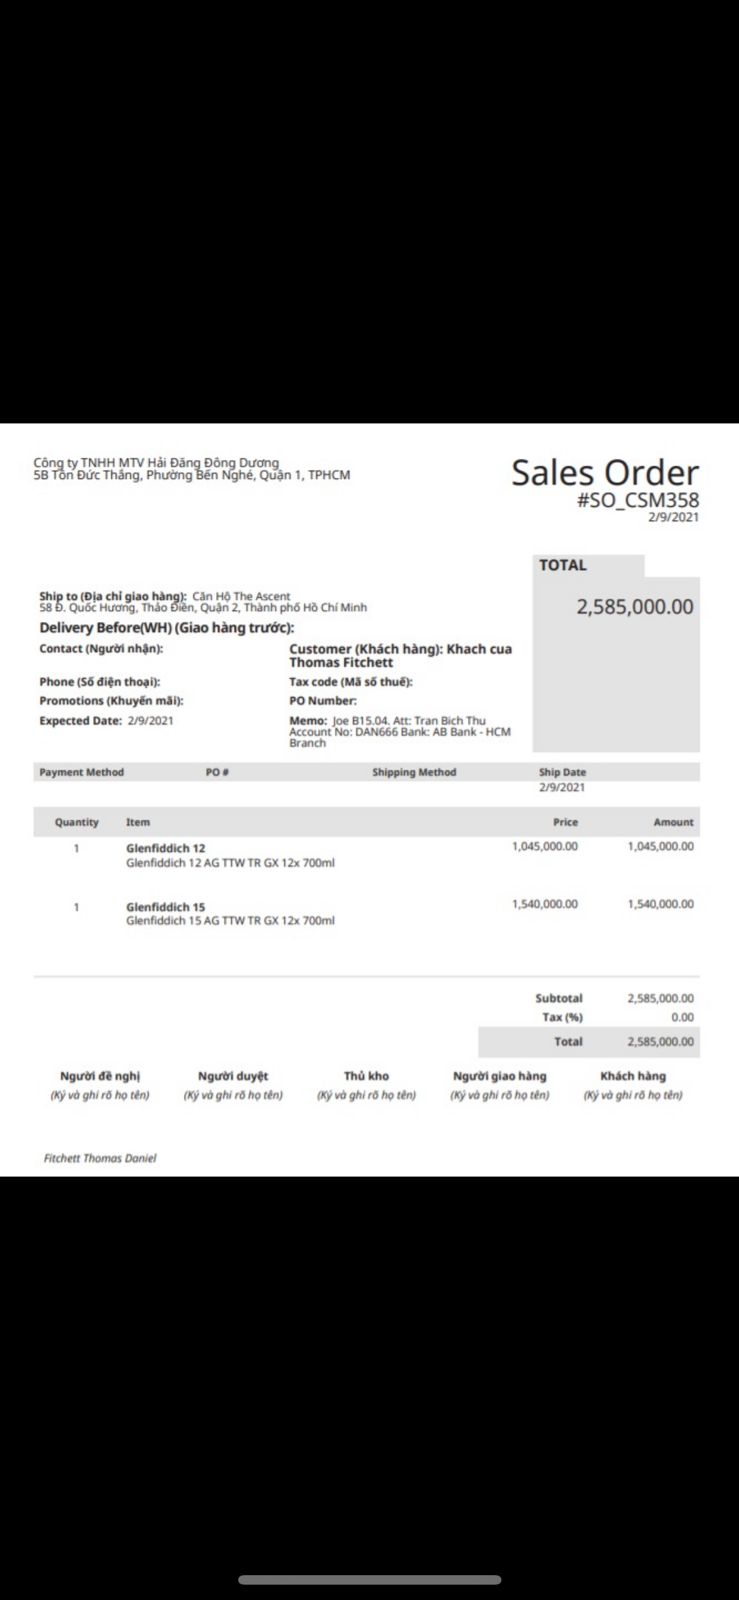 Công ty TNHH MTV Hải Đăng Đông Dương
5B Tôn Đức Thắng, Phường Bến Nghé, Quận 1, TPHCM
Sales Order
#SO_CSM358
2/9/2021
TOTAL
2,585,000.00
Ship to (Địa chỉ giao hàng): Căn Hộ The Ascent
58 Đ. Quốc Hương, Thảo Điền, Quận 2, Thành phố Hồ Chí Minh
Delivery Before(WH) (Giao hàng trước):
Contact (Người nhận):
Customer (Khách hàng): Khach cua
Thomas Fitchett
Phone (Số điện thoại):
Tax code (Mã số thuế):
Promotions (Khuyến mãi):
PO Number:
Expected Date: 2/9/2021
Memo: Joe B15.04. Att: Tran Bich Thu
Account No: DAN666 Bank: AB Bank - HCM
Branch
Payment Method PO # Shipping Method Ship Date
2/9/2021
Quantity Item Price Amount
1 Glenfiddich 12 1,045,000.00 1,045,000.00
Glenfiddich 12 AG TTW TR GX 12x 700ml
1 Glenfiddich 15 1,540,000.00 1,540,000.00
Glenfiddich 15 AG TTW TR GX 12x 700ml
Subtotal 2,585,000.00
Tax (%) 0.00
Total 2,585,000.00
Người đề nghị Người duyệt Thủ kho Người giao hàng Khách hàng
(Ký và ghi rõ họ tên) (Ký và ghi rõ họ tên) (Ký và ghi rõ họ tên) (Ký và ghi rõ họ tên) (Ký và ghi rõ họ tên)
Fitchett Thomas Daniel